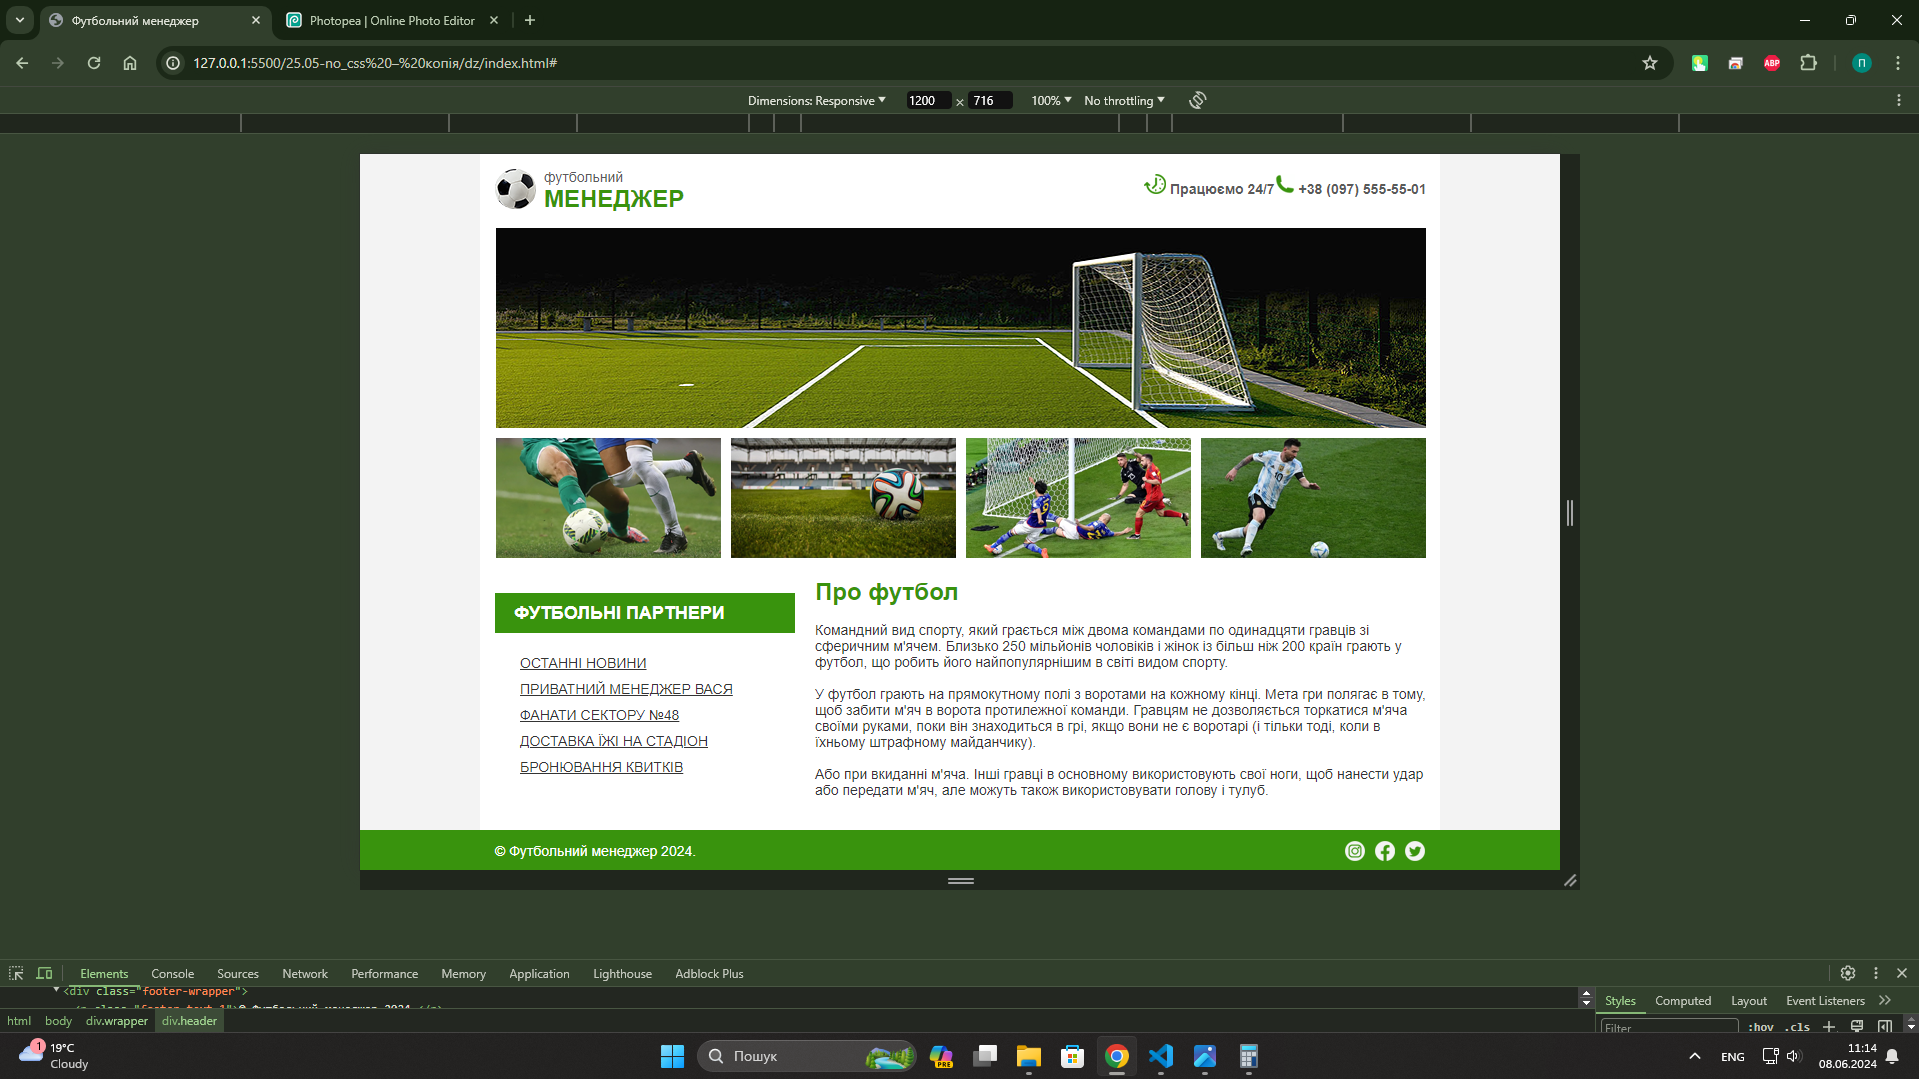 Футбольний менеджер
Photopea | Online Photo Editor
127.0.0.1:5500/25.05-no_css%20–%20копія/dz/index.html#
ABP
П
Dimensions: Responsive
1200 × 716
100%
No throttling
футбольний
МЕНЕДЖЕР
Працюємо 24/7
+38 (097) 555-55-01
ФУТБОЛЬНІ ПАРТНЕРИ
ОСТАННІ НОВИНИ
ПРИВАТНИЙ МЕНЕДЖЕР ВАСЯ
ФАНАТИ СЕКТОРУ №48
ДОСТАВКА ЇЖІ НА СТАДІОН
БРОНЮВАННЯ КВИТКІВ
Про футбол
Командний вид спорту, який грається між двома командами по одинадцяти гравців зі
сферичним м'ячем. Близько 250 мільйонів чоловіків і жінок із більш ніж 200 країн грають у
футбол, що робить його найпопулярнішим в світі видом спорту.
У футбол грають на прямокутному полі з воротами на кожному кінці. Мета гри полягає в тому,
щоб забити м'яч в ворота протилежної команди. Гравцям не дозволяється торкатися м'яча
своїми руками, поки він знаходиться в грі, якщо вони не є воротарі (і тільки тоді, коли в
їхньому штрафному майданчику).
Або при вкиданні м'яча. Інші гравці в основному використовують свої ноги, щоб нанести удар
або передати м'яч, але можуть також використовувати голову і тулуб.
© Футбольний менеджер 2024.
Elements Console Sources Network Performance Memory Application Lighthouse Adblock Plus
<div class="footer-wrapper">
html body div.wrapper div.header
Styles Computed Layout Event Listeners
Filter :hov .cls
1
19°C
Cloudy
Пошук
PRE
ENG
11:14
08.06.2024